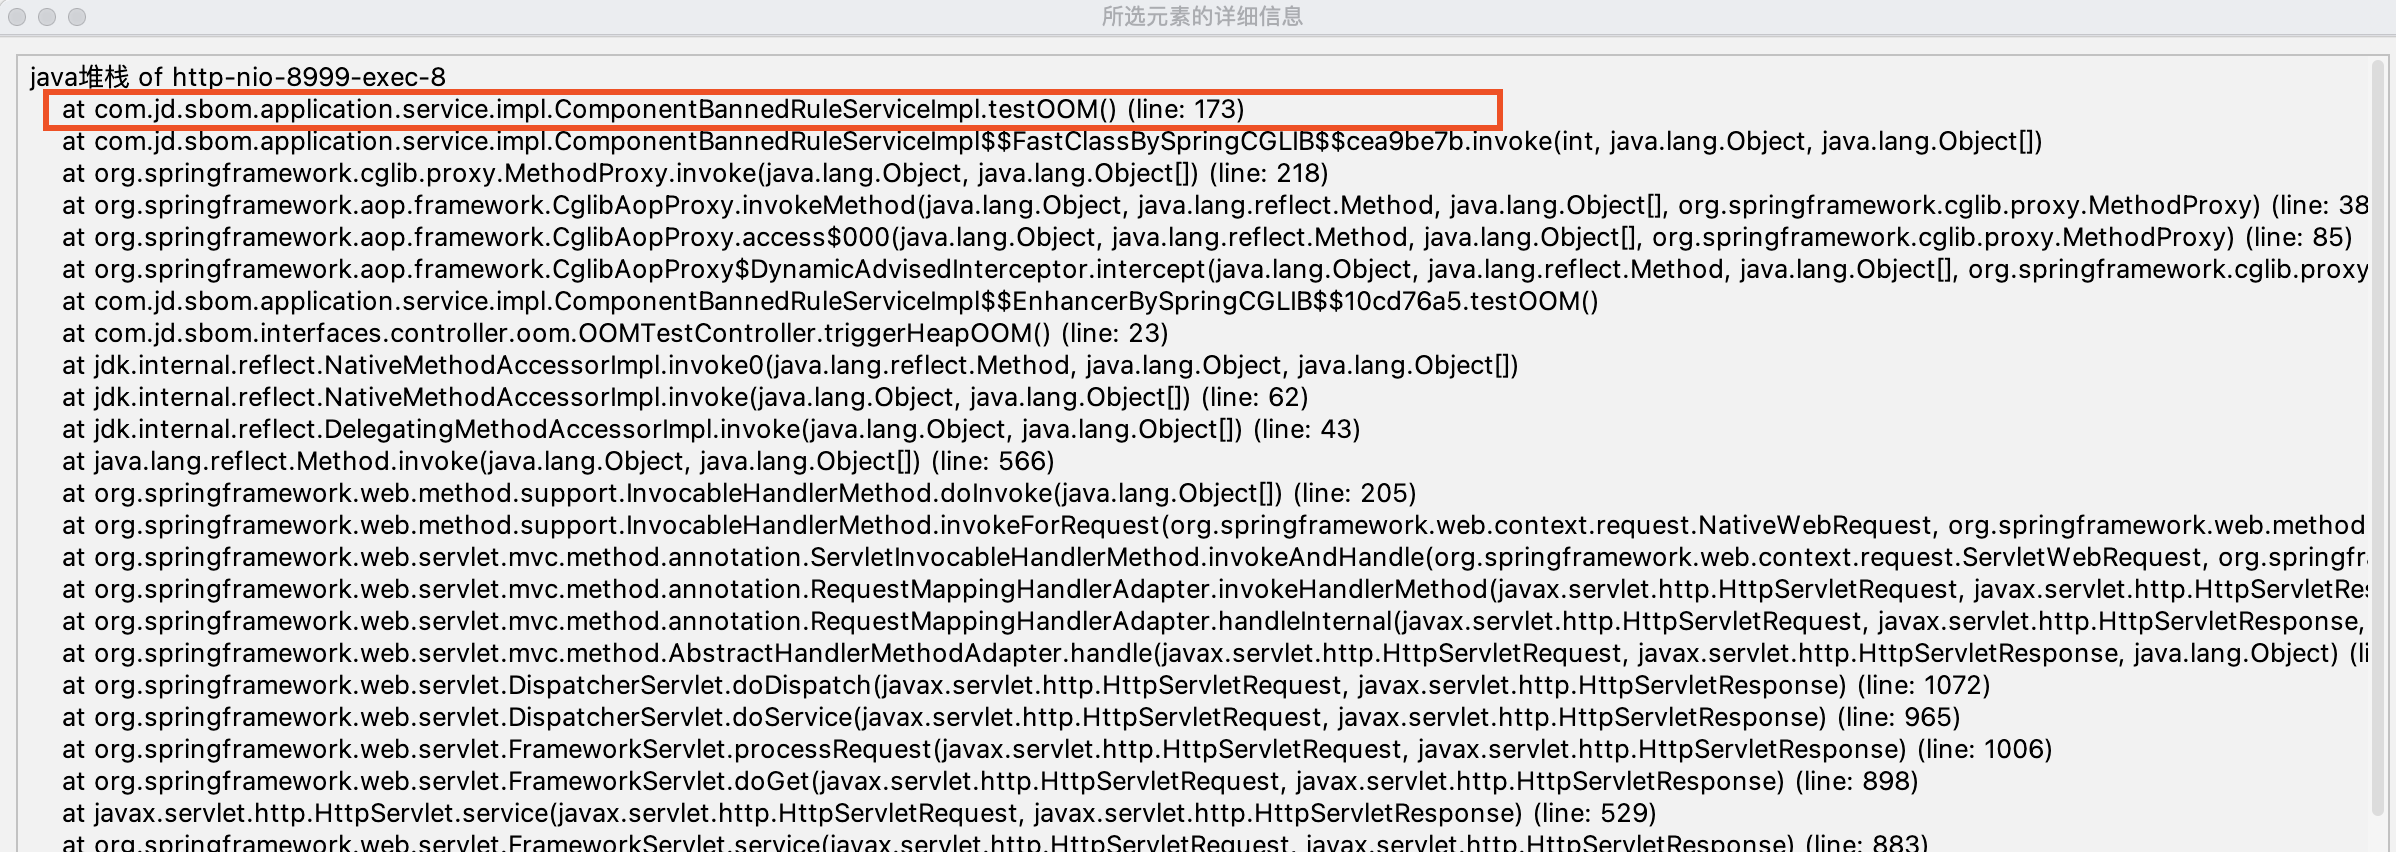 所选元素的详细信息
java堆栈 of http-nio-8999-exec-8
at com.jd.sbom.application.service.impl.ComponentBannedRuleServiceImpl.testOOM() (line: 173)
at com.jd.sbom.application.service.impl.ComponentBannedRuleServiceImpl$$FastClassBySpringCGLIB$$cea9be7b.invoke(int, java.lang.Object, java.lang.Object[])
at org.springframework.cglib.proxy.MethodProxy.invoke(java.lang.Object, java.lang.Object[]) (line: 218)
at org.springframework.aop.framework.CglibAopProxy.invokeMethod(java.lang.Object, java.lang.reflect.Method, java.lang.Object[], org.springframework.cglib.proxy.MethodProxy) (line: 38
at org.springframework.aop.framework.CglibAopProxy.access$000(java.lang.Object, java.lang.reflect.Method, java.lang.Object[], org.springframework.cglib.proxy.MethodProxy) (line: 85)
at org.springframework.aop.framework.CglibAopProxy$DynamicAdvisedInterceptor.intercept(java.lang.Object, java.lang.reflect.Method, java.lang.Object[], org.springframework.cglib.proxy
at com.jd.sbom.application.service.impl.ComponentBannedRuleServiceImpl$$EnhancerBySpringCGLIB$$10cd76a5.testOOM()
at com.jd.sbom.interfaces.controller.oom.OOMTestController.triggerHeapOOM() (line: 23)
at jdk.internal.reflect.NativeMethodAccessorImpl.invoke0(java.lang.reflect.Method, java.lang.Object, java.lang.Object[])
at jdk.internal.reflect.NativeMethodAccessorImpl.invoke(java.lang.Object, java.lang.Object[]) (line: 62)
at jdk.internal.reflect.DelegatingMethodAccessorImpl.invoke(java.lang.Object, java.lang.Object[]) (line: 43)
at java.lang.reflect.Method.invoke(java.lang.Object, java.lang.Object[]) (line: 566)
at org.springframework.web.method.support.InvocableHandlerMethod.doInvoke(java.lang.Object[]) (line: 205)
at org.springframework.web.method.support.InvocableHandlerMethod.invokeForRequest(org.springframework.web.context.request.NativeWebRequest, org.springframework.web.method
at org.springframework.web.servlet.mvc.method.annotation.ServletInvocableHandlerMethod.invokeAndHandle(org.springframework.web.context.request.ServletWebRequest, org.springfr
at org.springframework.web.servlet.mvc.method.annotation.RequestMappingHandlerAdapter.invokeHandlerMethod(javax.servlet.http.HttpServletRequest, javax.servlet.http.HttpServletRes
at org.springframework.web.servlet.mvc.method.annotation.RequestMappingHandlerAdapter.handleInternal(javax.servlet.http.HttpServletRequest, javax.servlet.http.HttpServletResponse,
at org.springframework.web.servlet.mvc.method.AbstractHandlerMethodAdapter.handle(javax.servlet.http.HttpServletRequest, javax.servlet.http.HttpServletResponse, java.lang.Object) (li
at org.springframework.web.servlet.DispatcherServlet.doDispatch(javax.servlet.http.HttpServletRequest, javax.servlet.http.HttpServletResponse) (line: 1072)
at org.springframework.web.servlet.DispatcherServlet.doService(javax.servlet.http.HttpServletRequest, javax.servlet.http.HttpServletResponse) (line: 965)
at org.springframework.web.servlet.FrameworkServlet.processRequest(javax.servlet.http.HttpServletRequest, javax.servlet.http.HttpServletResponse) (line: 1006)
at org.springframework.web.servlet.FrameworkServlet.doGet(javax.servlet.http.HttpServletRequest, javax.servlet.http.HttpServletResponse) (line: 898)
at javax.servlet.http.HttpServlet.service(javax.servlet.http.HttpServletRequest, javax.servlet.http.HttpServletResponse) (line: 529)
at org.springframework.web.servlet.FrameworkServlet.service(javax.servlet.http.HttpServletRequest, javax.servlet.http.HttpServletResponse) (line: 883)